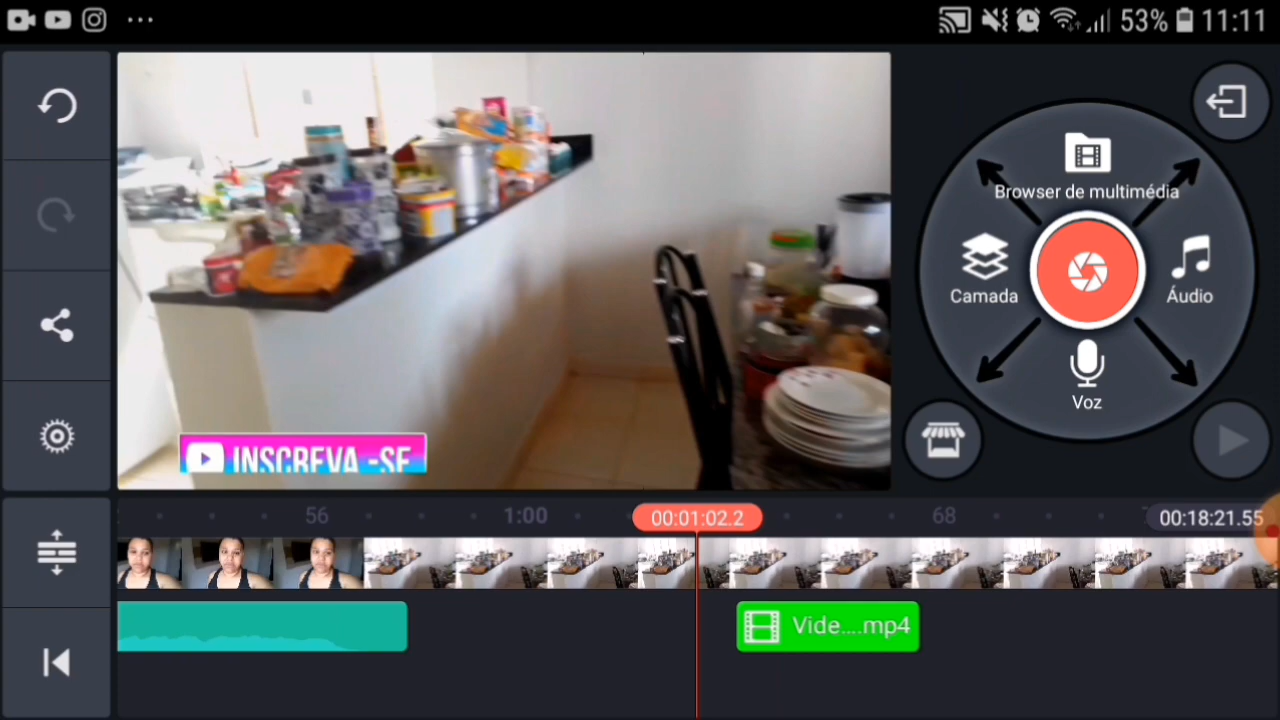 53% 11:11
Browser de multimédia
Camada
Áudio
Voz
INSCREVA -SE
56
1:00
00:01:02.2
68
00:18:21.55
Vide....mp4